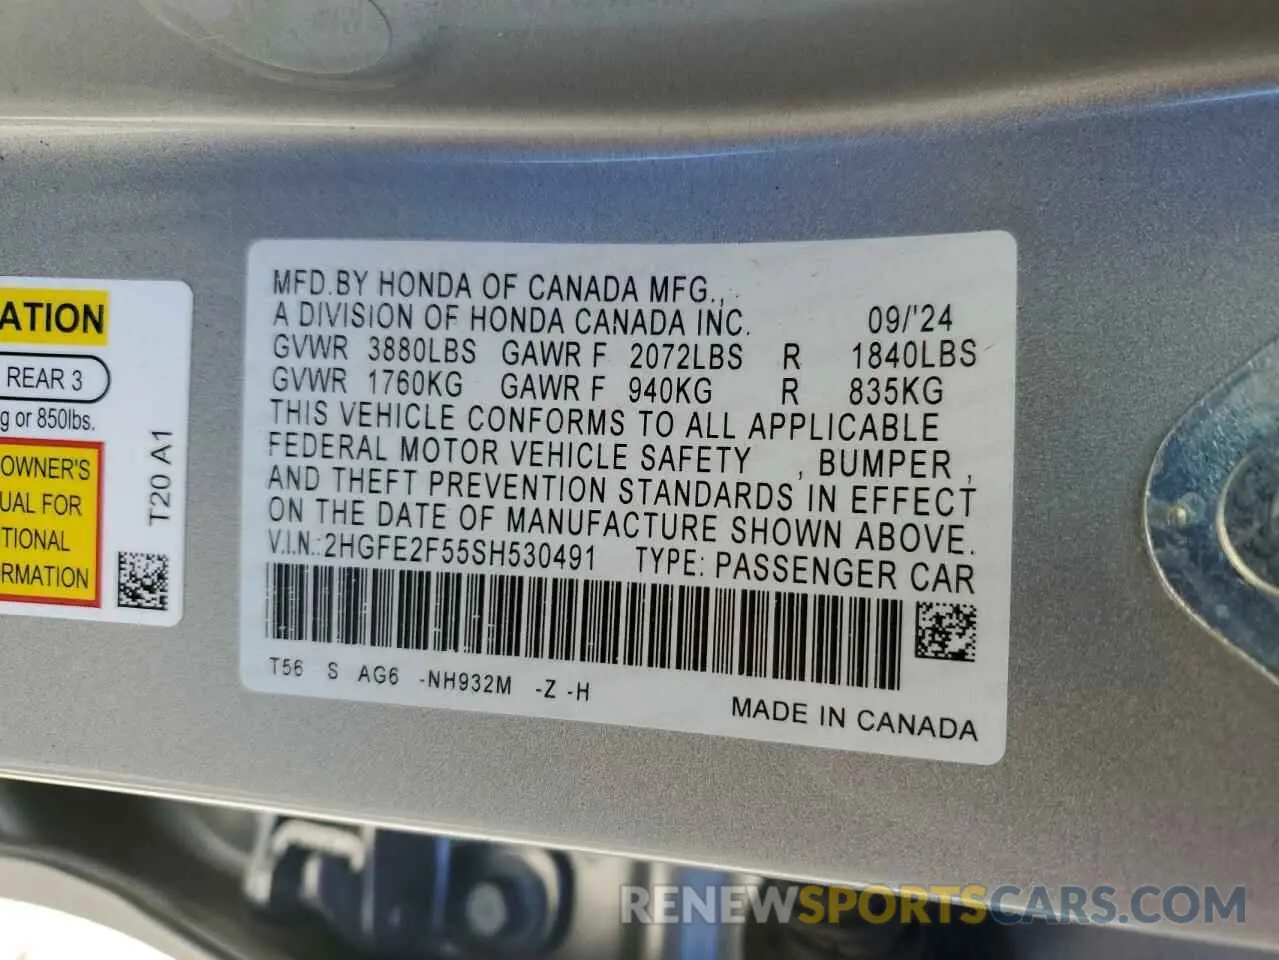 ATION
REAR 3
g or 850lbs.
OWNER'S
UAL FOR
TIONAL
RMATION
T20 A1
MFD.BY HONDA OF CANADA MFG.,
A DIVISION OF HONDA CANADA INC. 09/'24
GVWR 3880LBS GAWR F 2072LBS R 1840LBS
GVWR 1760KG GAWR F 940KG R 835KG
THIS VEHICLE CONFORMS TO ALL APPLICABLE
FEDERAL MOTOR VEHICLE SAFETY , BUMPER ,
AND THEFT PREVENTION STANDARDS IN EFFECT
ON THE DATE OF MANUFACTURE SHOWN ABOVE.
V.I.N.:2HGFE2F55SH530491 TYPE: PASSENGER CAR
T56 S AG6 -NH932M -Z -H
MADE IN CANADA
RENEWSPORTSCARS.COM